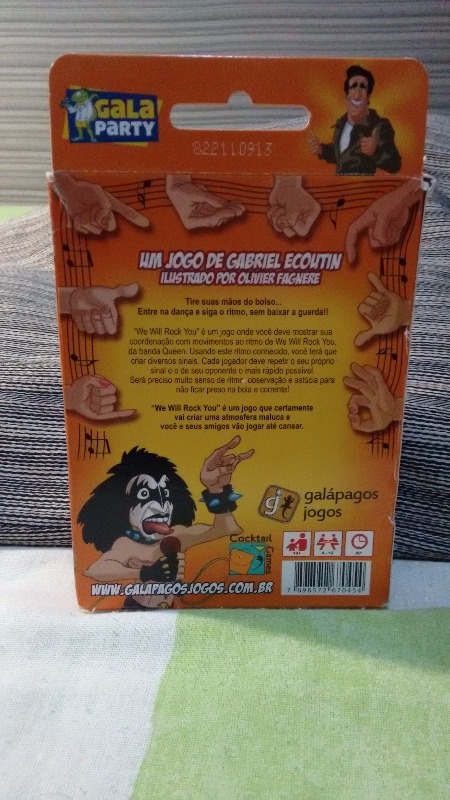 GALA
PARTY
822110913
UM JOGO DE GABRIEL ECOUTIN
ILUSTRADO POR OLIVIER FAGNERE
Tire suas mãos do bolso...
Entre na dança e siga o ritmo, sem baixar a guarda!!
"We Will Rock You" é um jogo onde você deve mostrar sua
coordenação com movimentos ao ritmo de We Will Rock You,
da banda Queen. Usando este ritmo conhecido, você terá que
criar diversos sinais. Cada jogador deve repetir o seu próprio
sinal e o de seu oponente o mais rápido possível.
Será preciso muito senso de ritmo, observação e astúcia para
não ficar preso na bola e corrente!
"We Will Rock You" é um jogo que certamente
vai criar uma atmosfera maluca e
você e seus amigos vão jogar até cansar.
galápagos
jogos
Cocktail
Games
WWW.GALAPAGOSJOGOS.COM.BR
7 898572 670454